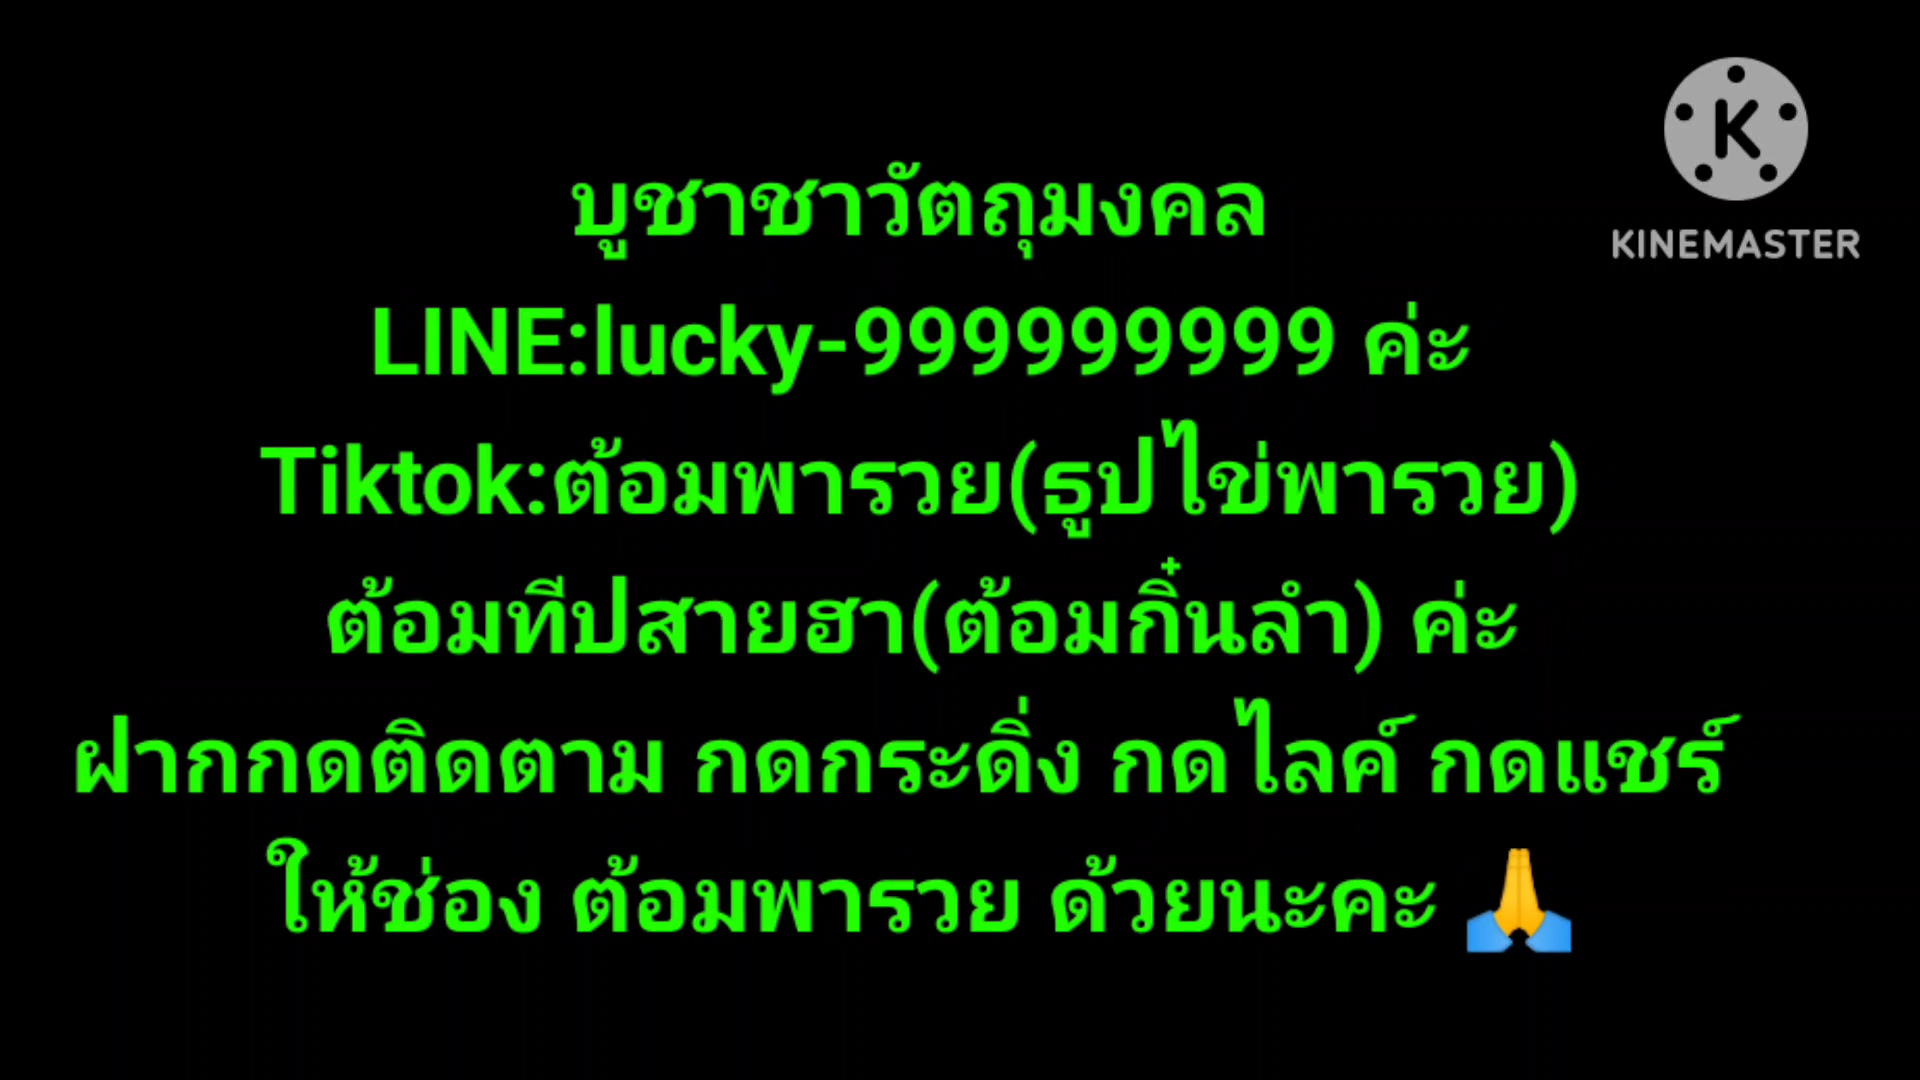 บูชาชาวัตถุมงคล
LINE:lucky-999999999 ค่ะ
Tiktok:ต้อมพารวย(ธูปไข่พารวย)
ต้อมทีปสายฮา(ต้อมกิ๋นลำ) ค่ะ
ฝากกดติดตาม กดกระดิ่ง กดไลค์ กดแชร์
ให้ช่อง ต้อมพารวย ด้วยนะคะ 🙏
K
KINEMASTER